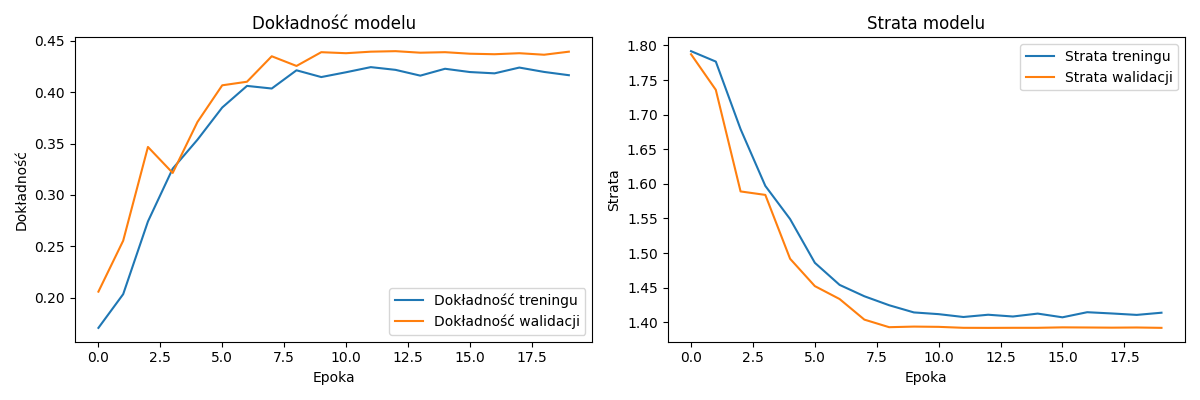 Dokładność modelu
Dokładność
0.45
0.40
0.35
0.30
0.25
0.20
0.0 2.5 5.0 7.5 10.0 12.5 15.0 17.5
Epoka
Dokładność treningu
Dokładność walidacji
Strata modelu
Strata
1.80
1.75
1.70
1.65
1.60
1.55
1.50
1.45
1.40
0.0 2.5 5.0 7.5 10.0 12.5 15.0 17.5
Epoka
Strata treningu
Strata walidacji